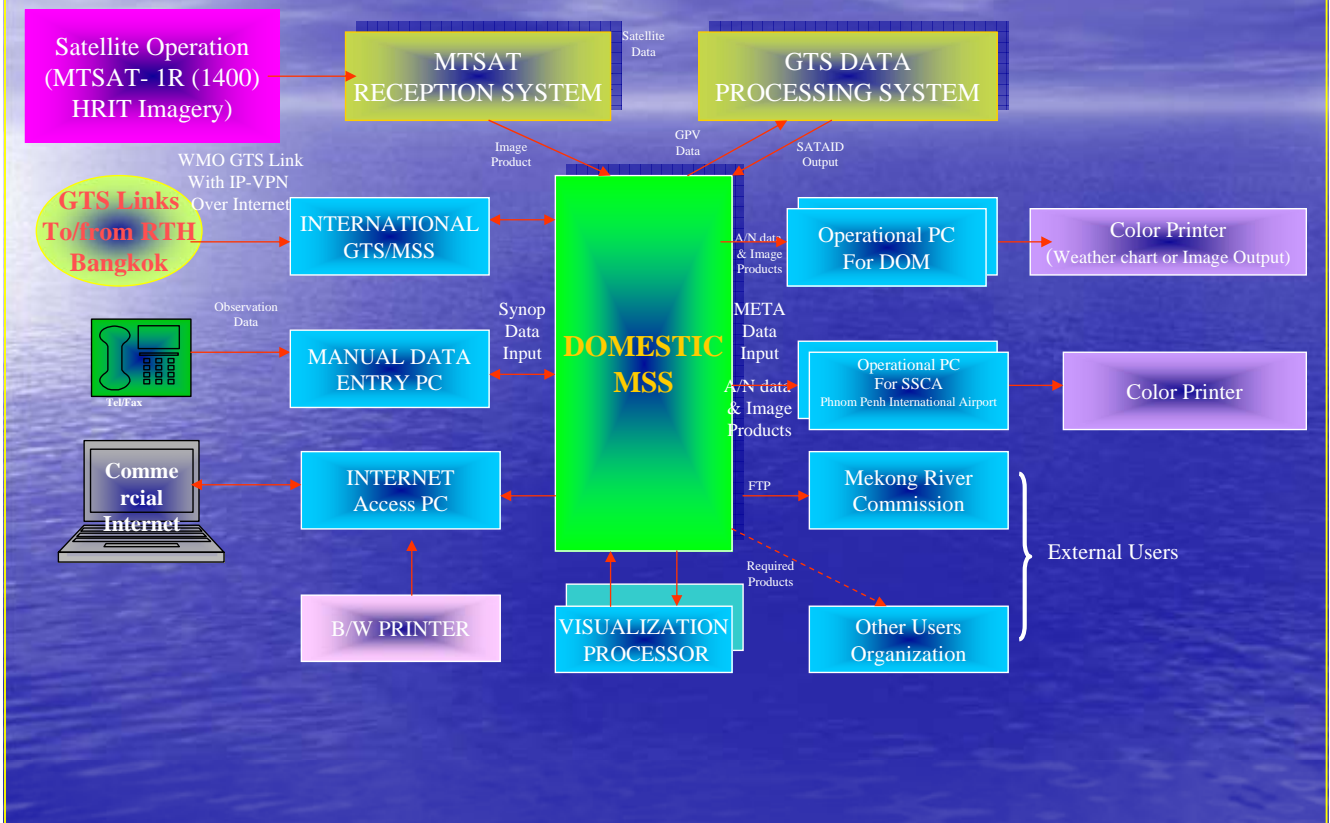 Satellite Operation
(MTSAT- 1R (1400)
HRIT Imagery)
MTSAT
RECEPTION SYSTEM
Satellite
Data
GTS DATA
PROCESSING SYSTEM
Image
Product
GPV
Data
SATAID
Output
WMO GTS Link
With IP-VPN
Over Internet
GTS Links
To/from RTH
Bangkok
INTERNATIONAL
GTS/MSS
A/N data
& Image
Products
Operational PC
For DOM
Color Printer
(Weather chart or Image Output)
Observation
Data
Tel/Fax
MANUAL DATA
ENTRY PC
Synop
Data
Input
DOMESTIC
MSS
META
Data
Input
A/N data
& Image
Products
Operational PC
For SSCA
Phnom Penh International Airport
Color Printer
Comme
rcial
Internet
INTERNET
Access PC
FTP
Mekong River
Commission
External Users
B/W PRINTER
VISUALIZATION
PROCESSOR
Required
Products
Other Users
Organization